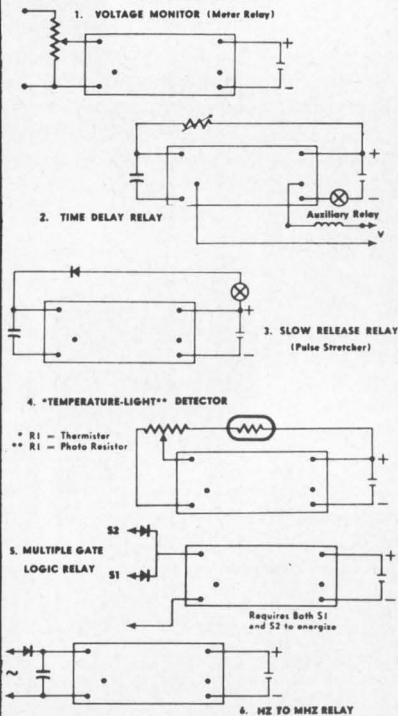 1. VOLTAGE MONITOR (Meter Relay)
+
−
+
−
2. TIME DELAY RELAY
Auxiliary Relay
V
+
−
3. SLOW RELEASE RELAY
(Pulse Stretcher)
4. *TEMPERATURE-LIGHT** DETECTOR
* R1 = Thermister
** R1 = Photo Resistor
+
−
S2
5. MULTIPLE GATE
LOGIC RELAY
S1
+
−
Requires Both S1
and S2 to energize
~
+
−
6. HZ TO MHZ RELAY